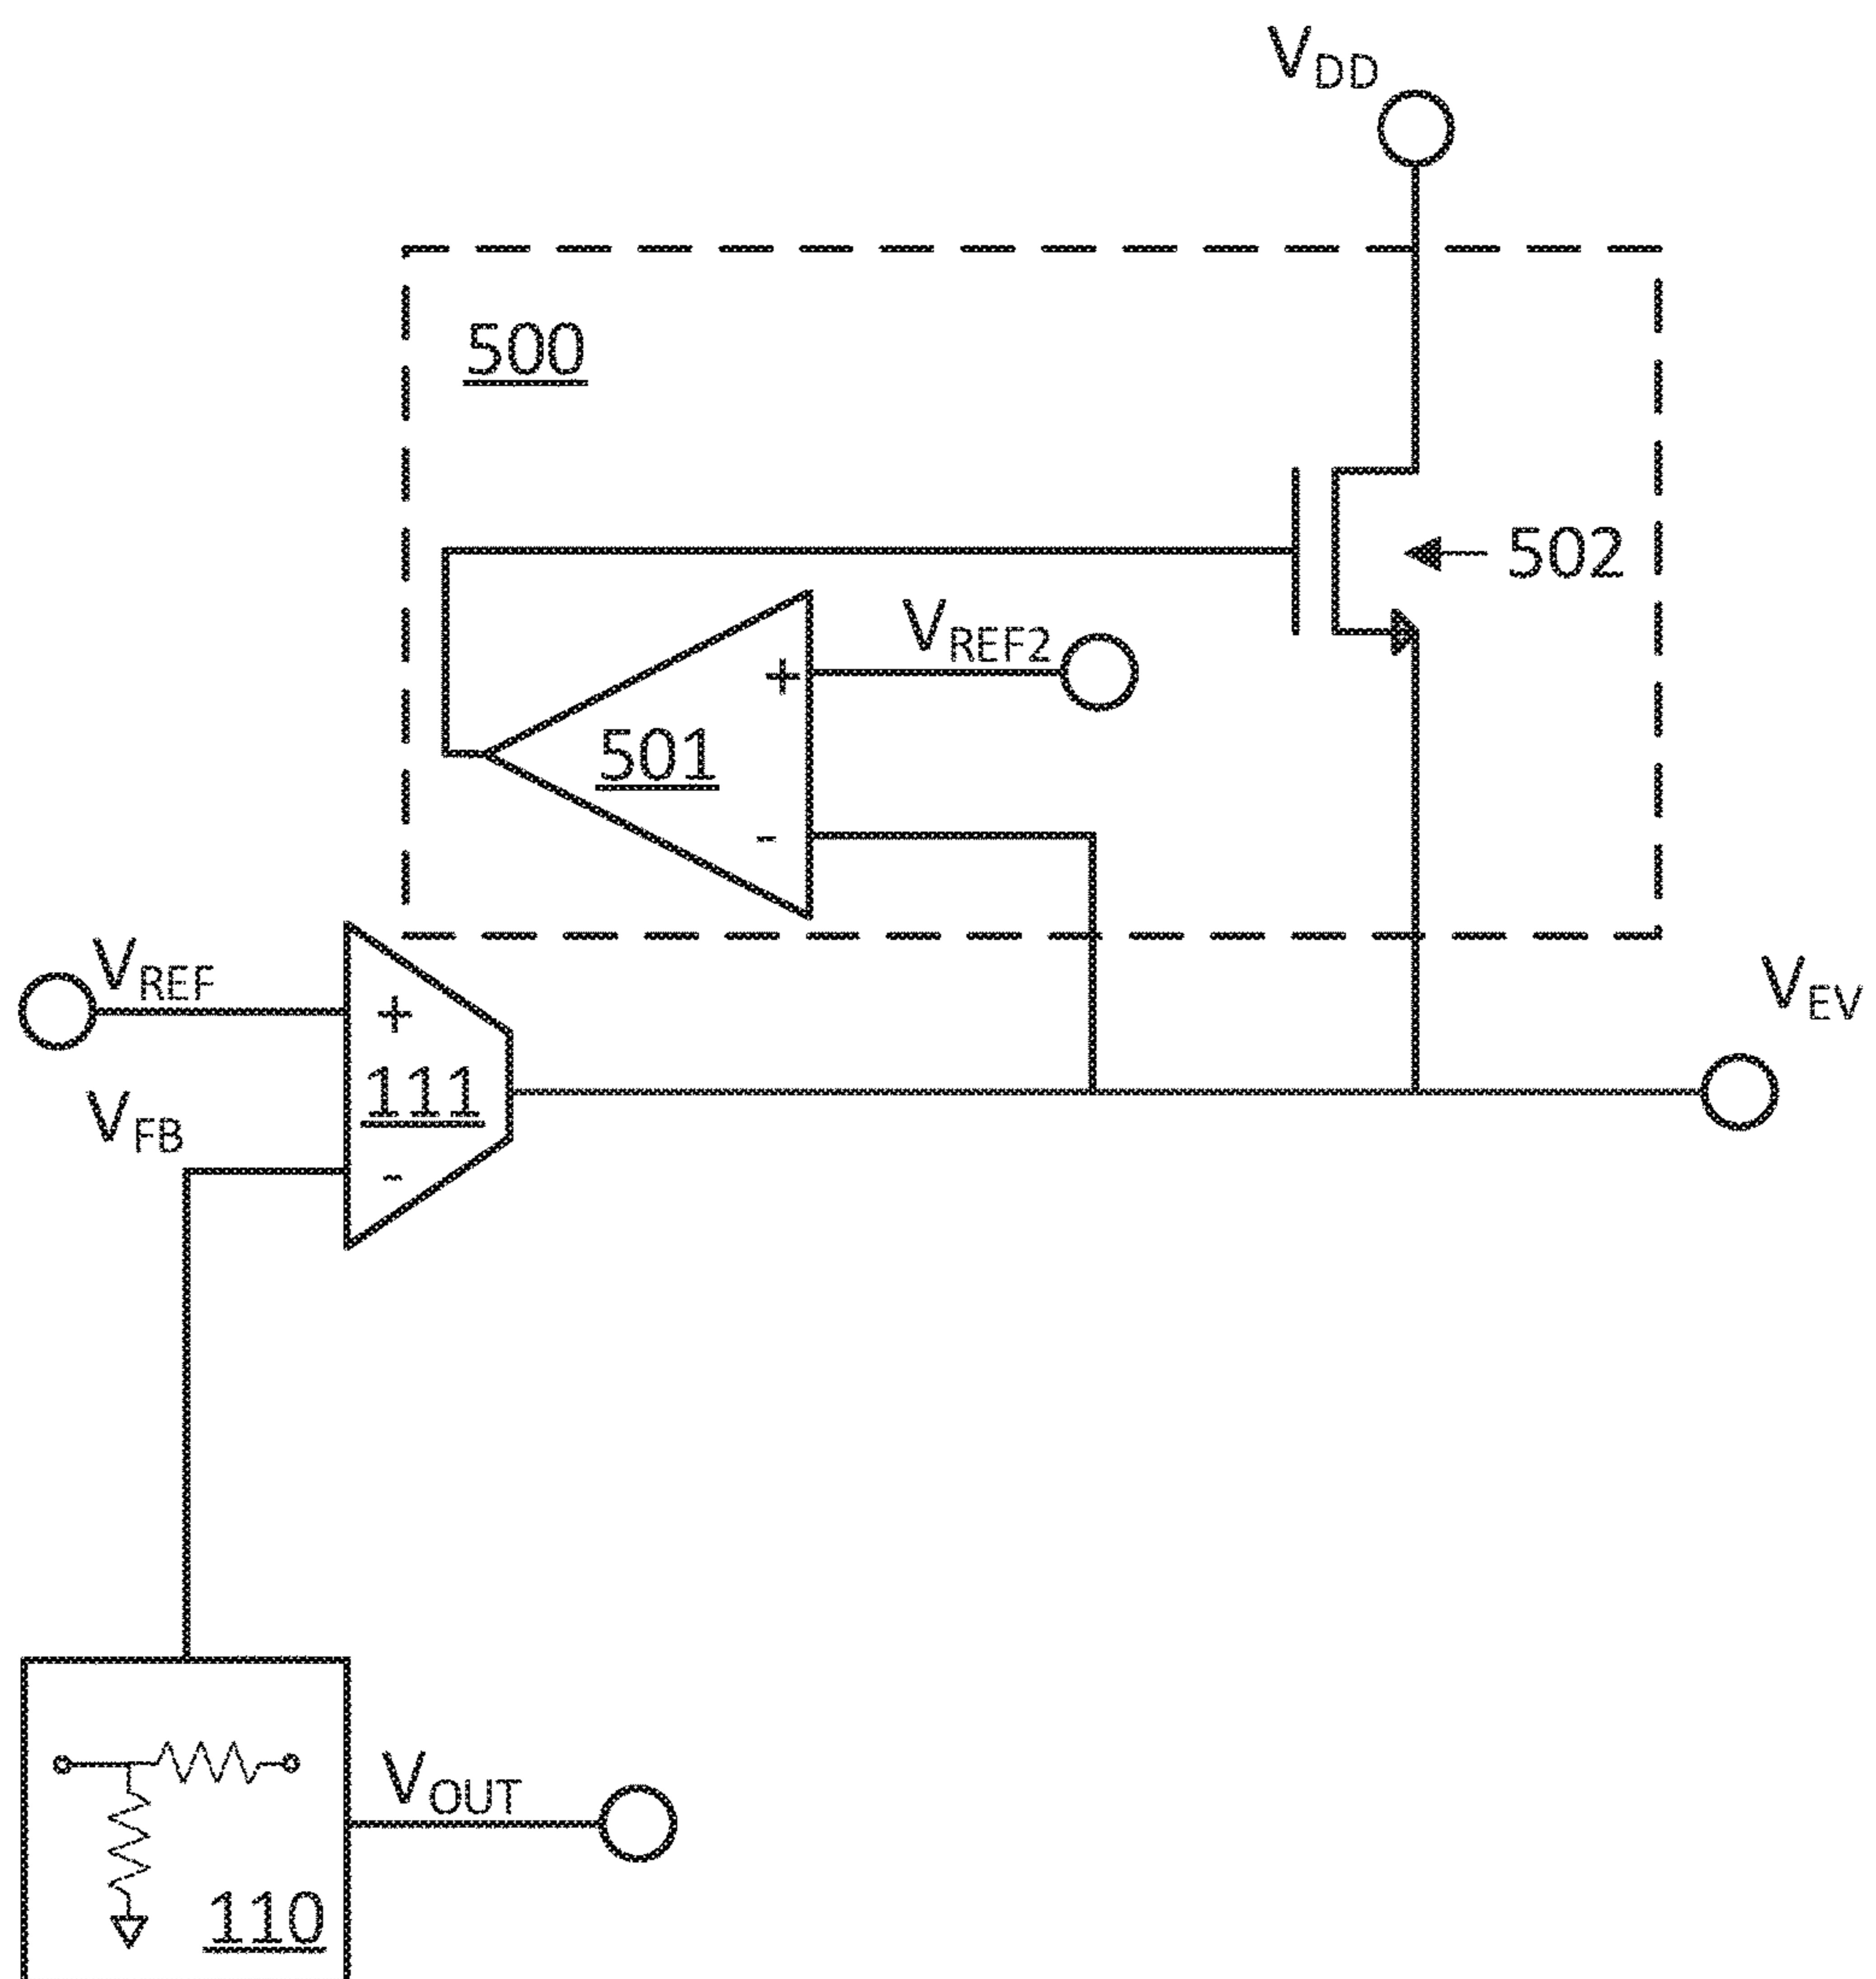 VDD
500
502
VREF2
+
501
-
VREF
VEV
+
111
VFB
-
VOUT
110